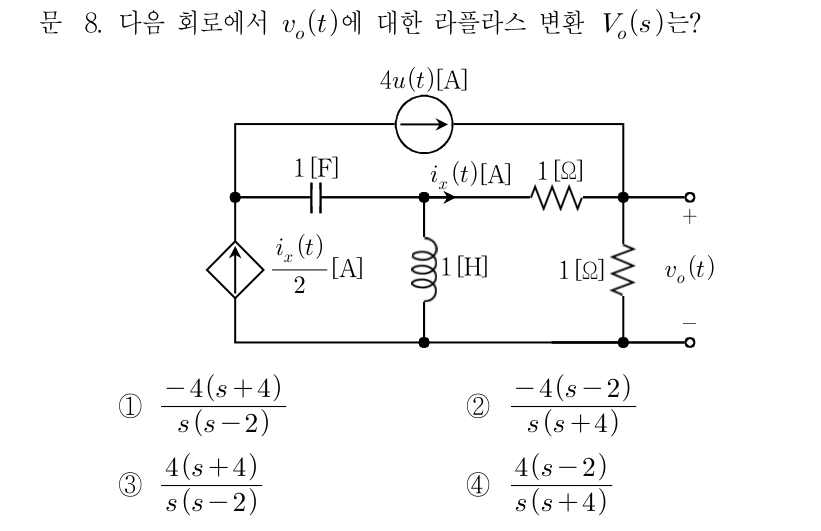 문 8. 다음 회로에서 v_o(t)에 대한 라플라스 변환 V_o(s)는?
4u(t)[A]
1[F]
i_x(t)[A]
1[Ω]
i_x(t)/2 [A]
1[H]
1[Ω]
+
v_o(t)
−
① −4(s+4)/s(s−2)
② −4(s−2)/s(s+4)
③ 4(s+4)/s(s−2)
④ 4(s−2)/s(s+4)